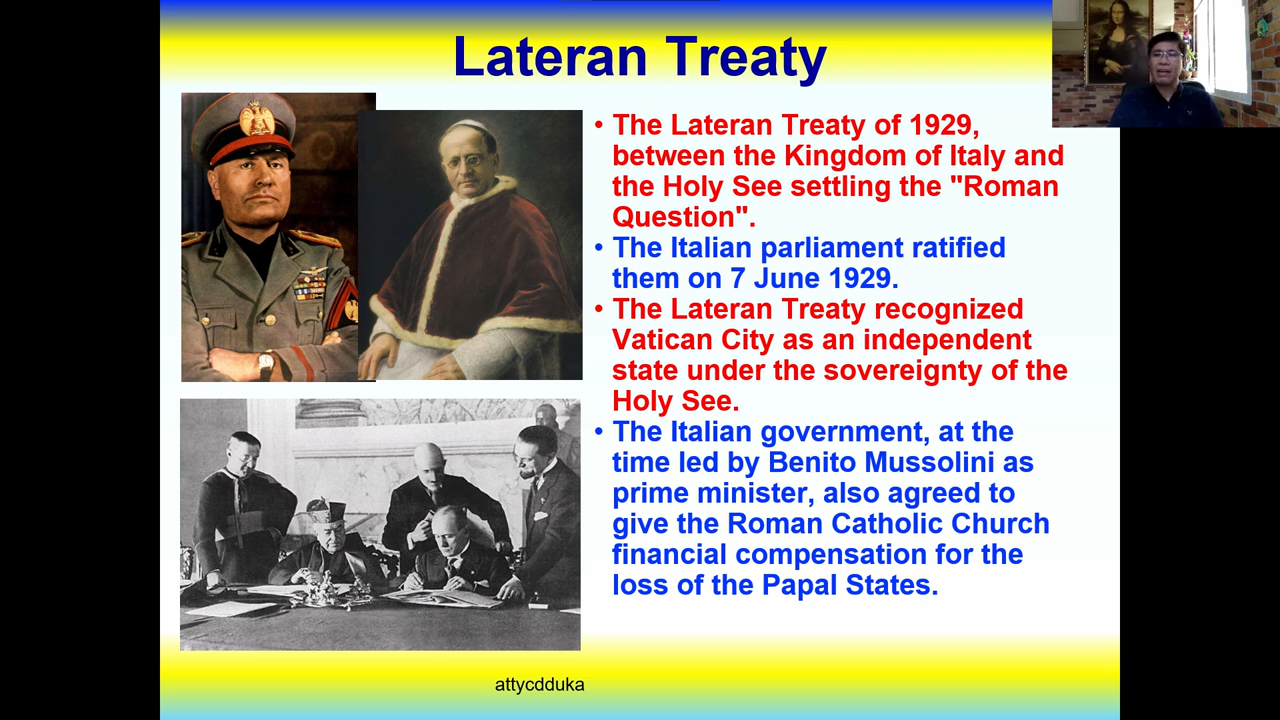 Lateran Treaty
• The Lateran Treaty of 1929,
between the Kingdom of Italy and
the Holy See settling the "Roman
Question".
• The Italian parliament ratified
them on 7 June 1929.
• The Lateran Treaty recognized
Vatican City as an independent
state under the sovereignty of the
Holy See.
• The Italian government, at the
time led by Benito Mussolini as
prime minister, also agreed to
give the Roman Catholic Church
financial compensation for the
loss of the Papal States.
attycdduka